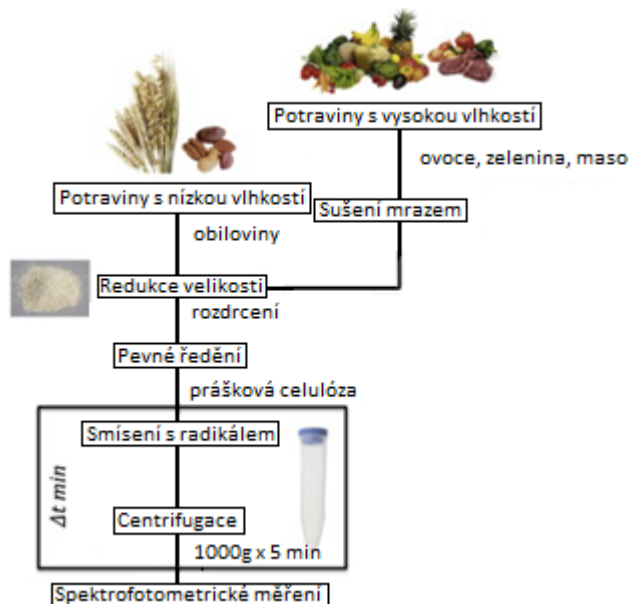 Potraviny s vysokou vlhkostí
ovoce, zelenina, maso
Potraviny s nízkou vlhkostí
Sušení mrazem
obiloviny
Redukce velikosti
rozdrcení
Pevné ředění
prášková celulóza
Smísení s radikálem
Δt min
Centrifugace
1000g x 5 min
Spektrofotometrické měření